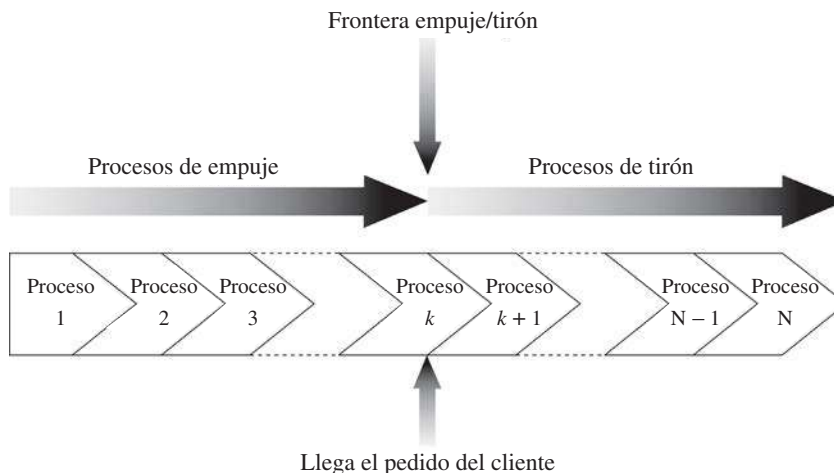 Frontera empuje/tirón
Procesos de empuje
Procesos de tirón
Proceso
1
Proceso
2
Proceso
3
Proceso
k
Proceso
k + 1
Proceso
N – 1
Proceso
N
Llega el pedido del cliente